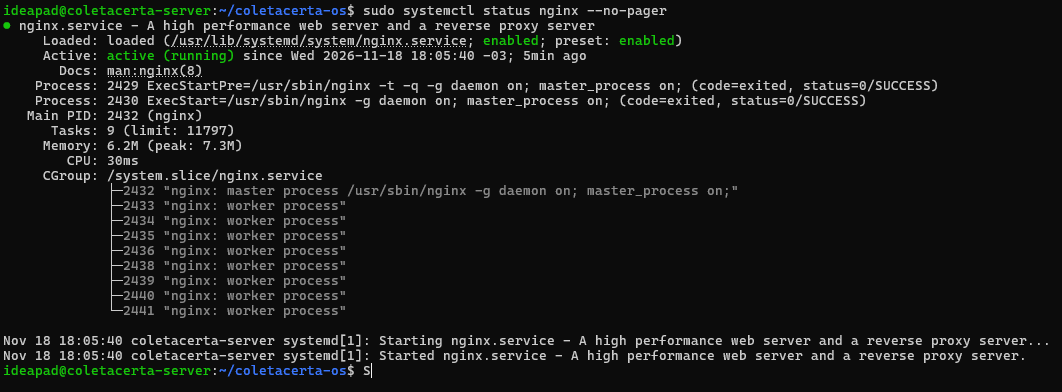 ideapad@coletacerta-server:~/coletacerta-os$ sudo systemctl status nginx --no-pager
● nginx.service - A high performance web server and a reverse proxy server
     Loaded: loaded (/usr/lib/systemd/system/nginx.service; enabled; preset: enabled)
     Active: active (running) since Wed 2026-11-18 18:05:40 -03; 5min ago
       Docs: man:nginx(8)
    Process: 2429 ExecStartPre=/usr/sbin/nginx -t -q -g daemon on; master_process on; (code=exited, status=0/SUCCESS)
    Process: 2430 ExecStart=/usr/sbin/nginx -g daemon on; master_process on; (code=exited, status=0/SUCCESS)
   Main PID: 2432 (nginx)
      Tasks: 9 (limit: 11797)
     Memory: 6.2M (peak: 7.3M)
        CPU: 30ms
     CGroup: /system.slice/nginx.service
             ├─2432 "nginx: master process /usr/sbin/nginx -g daemon on; master_process on;"
             ├─2433 "nginx: worker process"
             ├─2434 "nginx: worker process"
             ├─2435 "nginx: worker process"
             ├─2436 "nginx: worker process"
             ├─2438 "nginx: worker process"
             ├─2439 "nginx: worker process"
             ├─2440 "nginx: worker process"
             └─2441 "nginx: worker process"

Nov 18 18:05:40 coletacerta-server systemd[1]: Starting nginx.service - A high performance web server and a reverse proxy server...
Nov 18 18:05:40 coletacerta-server systemd[1]: Started nginx.service - A high performance web server and a reverse proxy server.
ideapad@coletacerta-server:~/coletacerta-os$ S